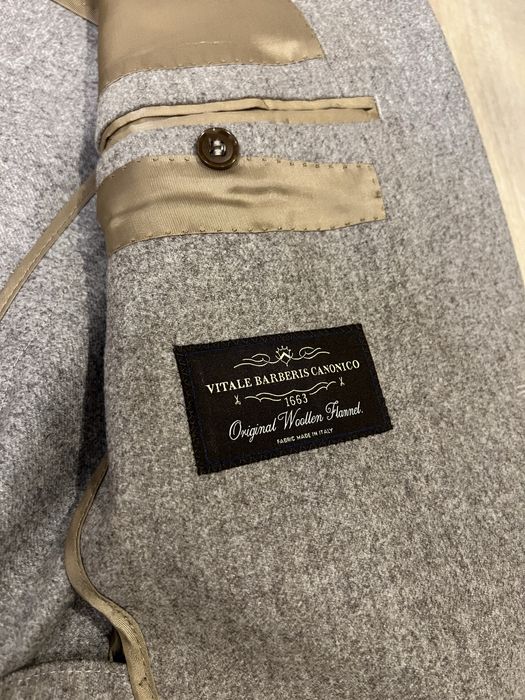 VITALE BARBERIS CANONICO
1663
Original Woollen Flannel.
FABRIC MADE IN ITALY